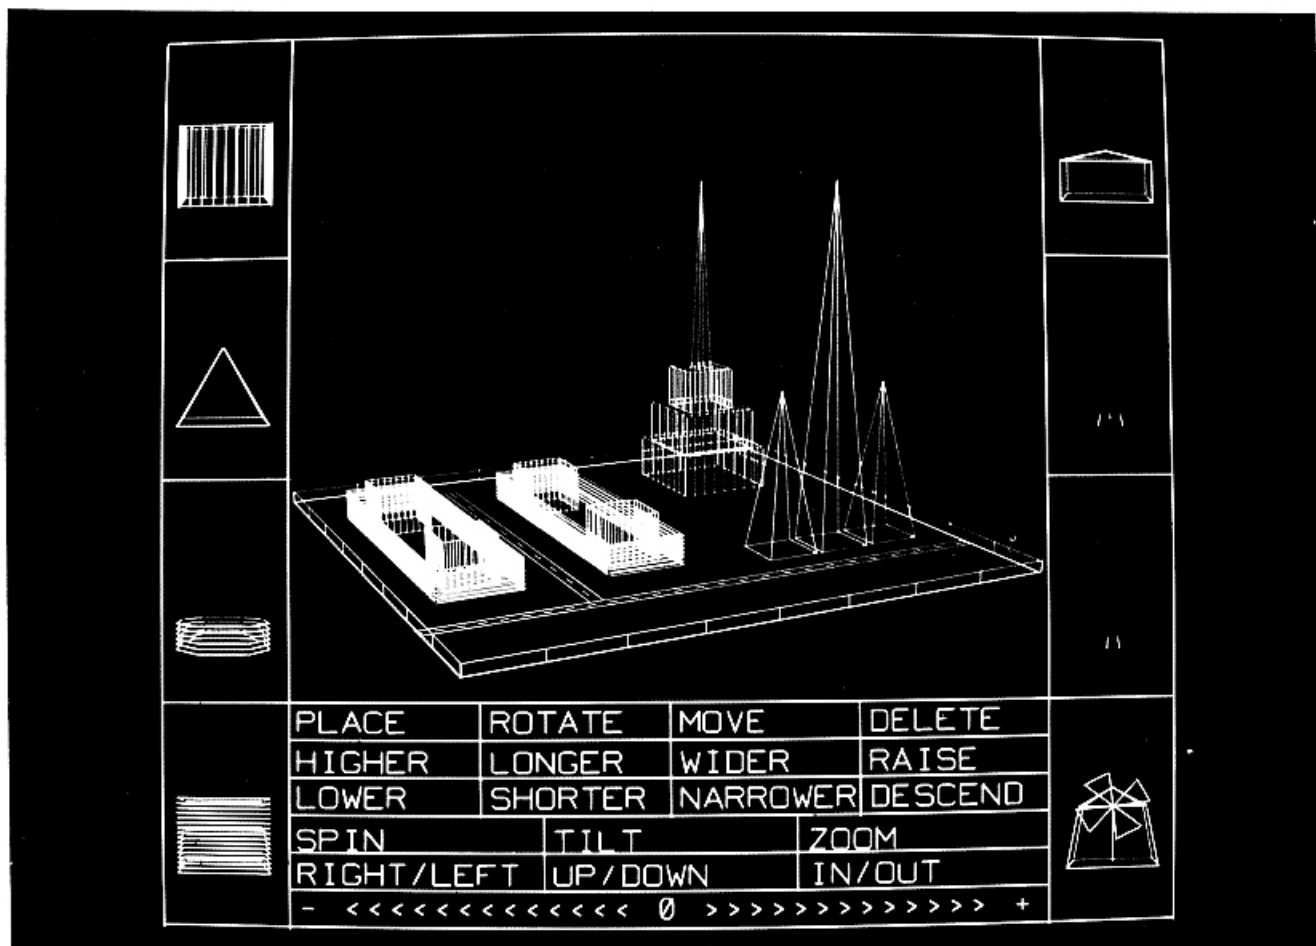 PLACE ROTATE MOVE DELETE
HIGHER LONGER WIDER RAISE
LOWER SHORTER NARROWER DESCEND
SPIN TILT ZOOM
RIGHT/LEFT UP/DOWN IN/OUT
- < < < < < < < < < < < < < 0 > > > > > > > > > > > > > +